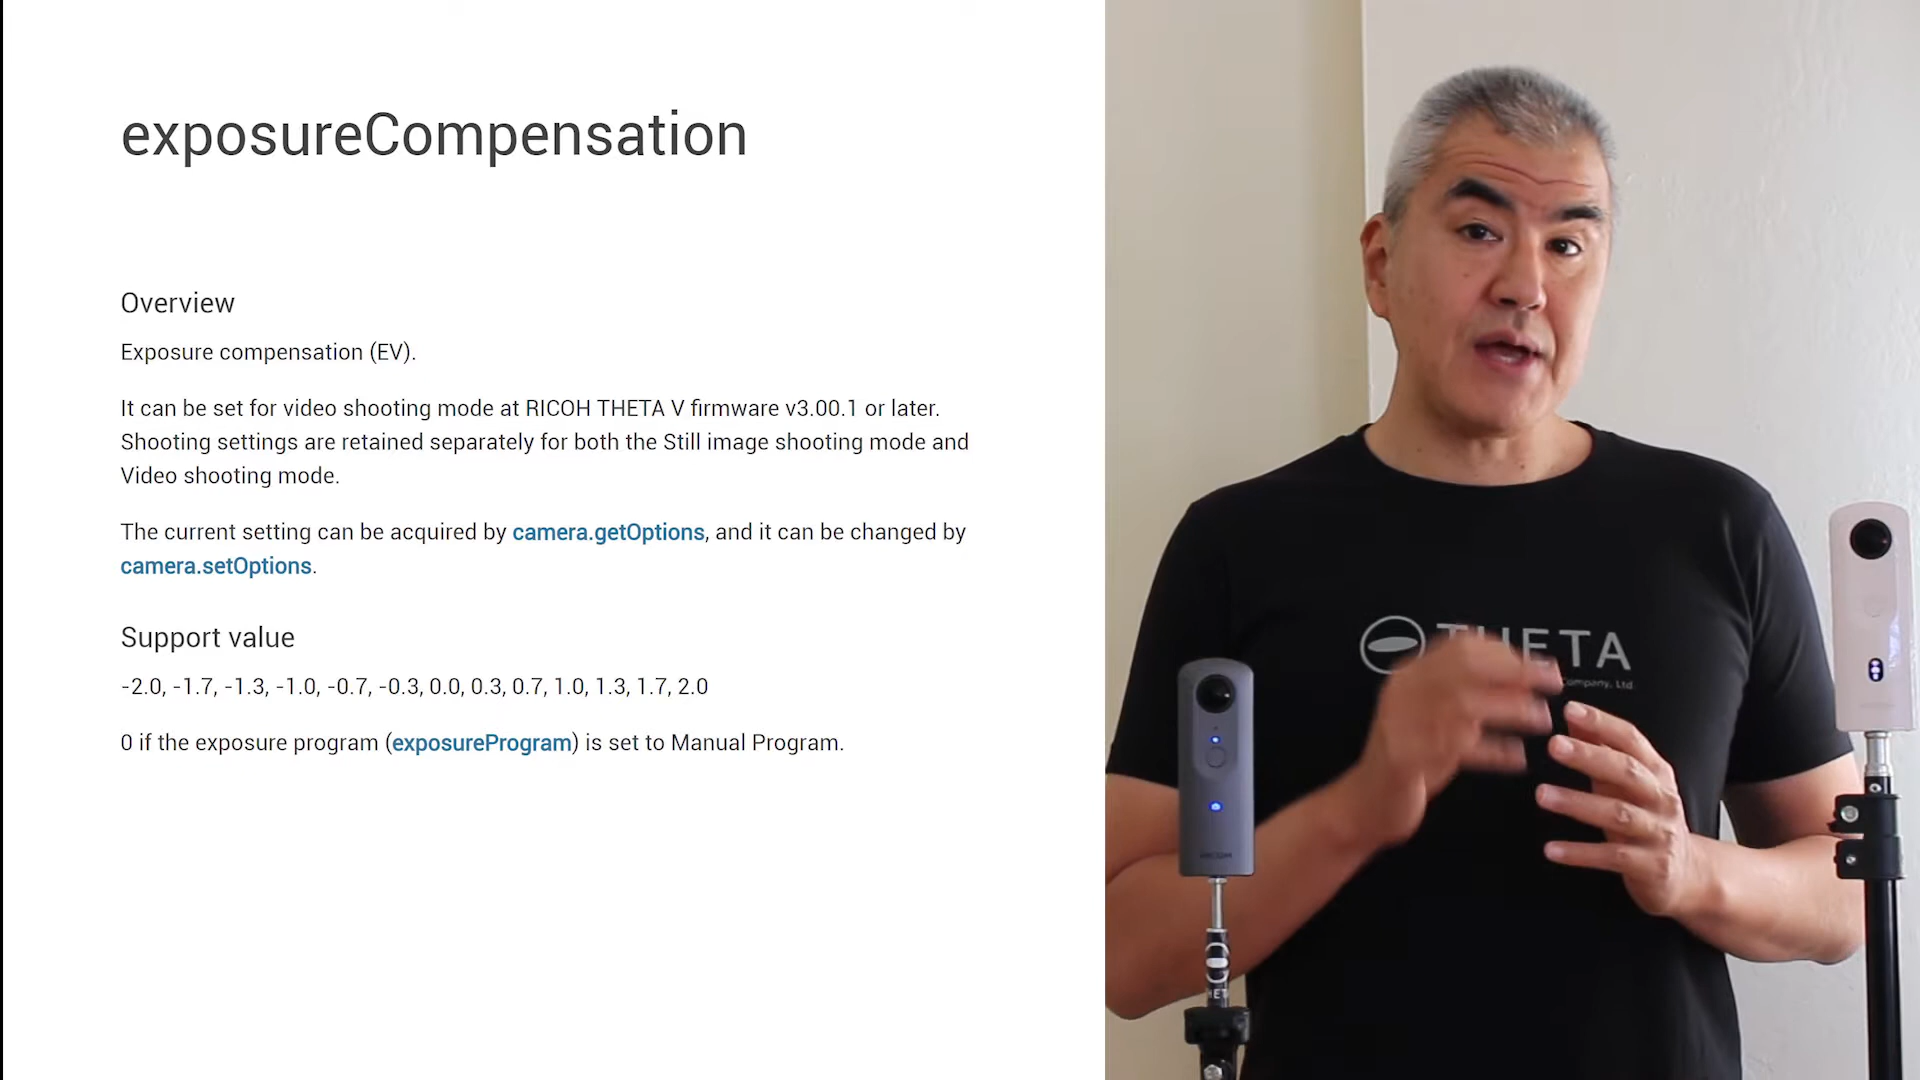 exposureCompensation
Overview
Exposure compensation (EV).
It can be set for video shooting mode at RICOH THETA V firmware v3.00.1 or later.
Shooting settings are retained separately for both the Still image shooting mode and
Video shooting mode.
The current setting can be acquired by camera.getOptions, and it can be changed by
camera.setOptions.
Support value
-2.0, -1.7, -1.3, -1.0, -0.7, -0.3, 0.0, 0.3, 0.7, 1.0, 1.3, 1.7, 2.0
0 if the exposure program (exposureProgram) is set to Manual Program.
THETA
Company, Ltd.
RICOH